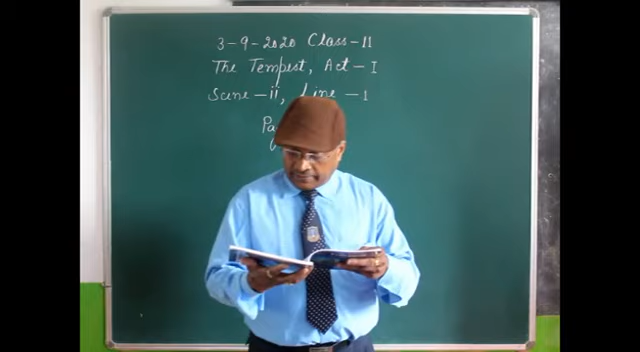 3-9-2020 Class-11
The Tempest, Act-I
Scene-ii, Line-1